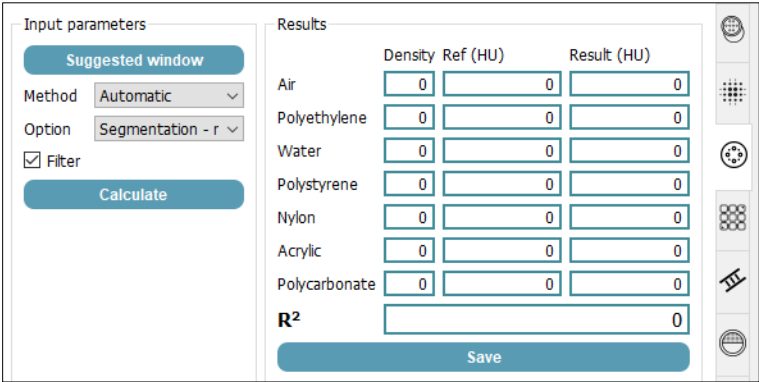 Input parameters
Suggested window
Method Automatic
Option Segmentation - r
Filter
Calculate
Results
Density Ref (HU) Result (HU)
Air 0 0 0
Polyethylene 0 0 0
Water 0 0 0
Polystyrene 0 0 0
Nylon 0 0 0
Acrylic 0 0 0
Polycarbonate 0 0 0
R² 0
Save